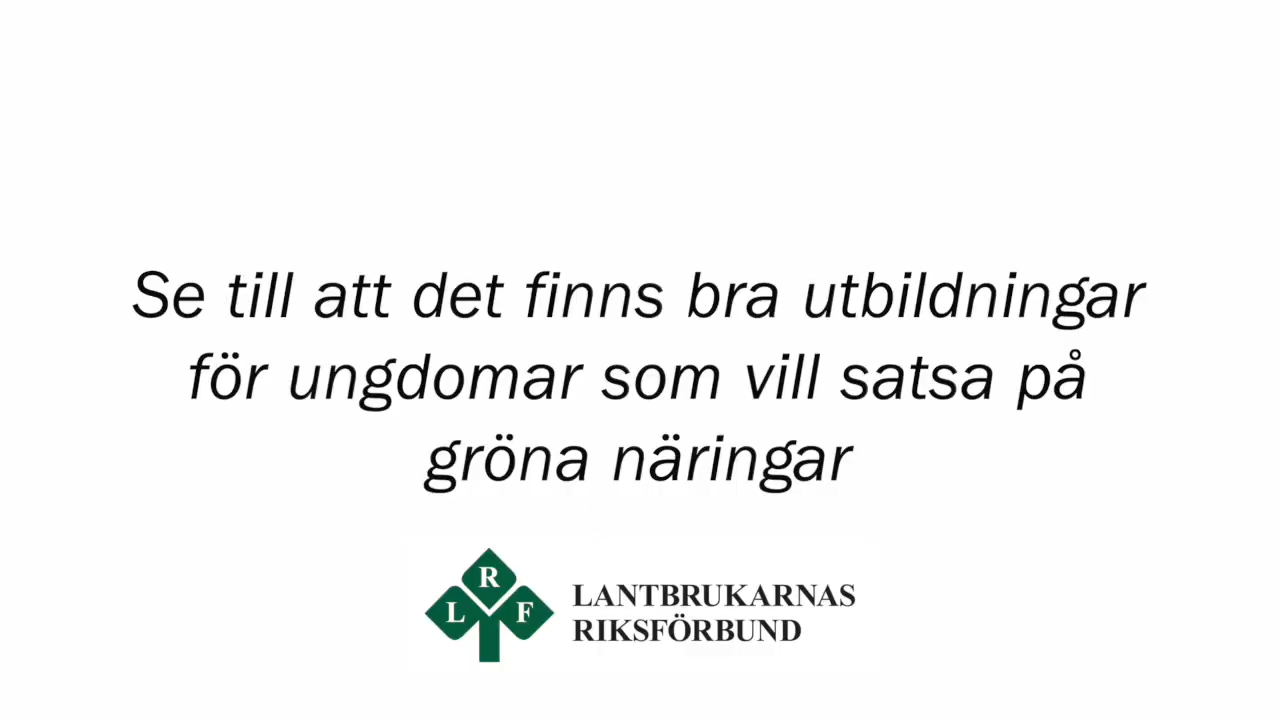 Se till att det finns bra utbildningar
för ungdomar som vill satsa på
gröna näringar
R
L F
LANTBRUKARNAS
RIKSFÖRBUND